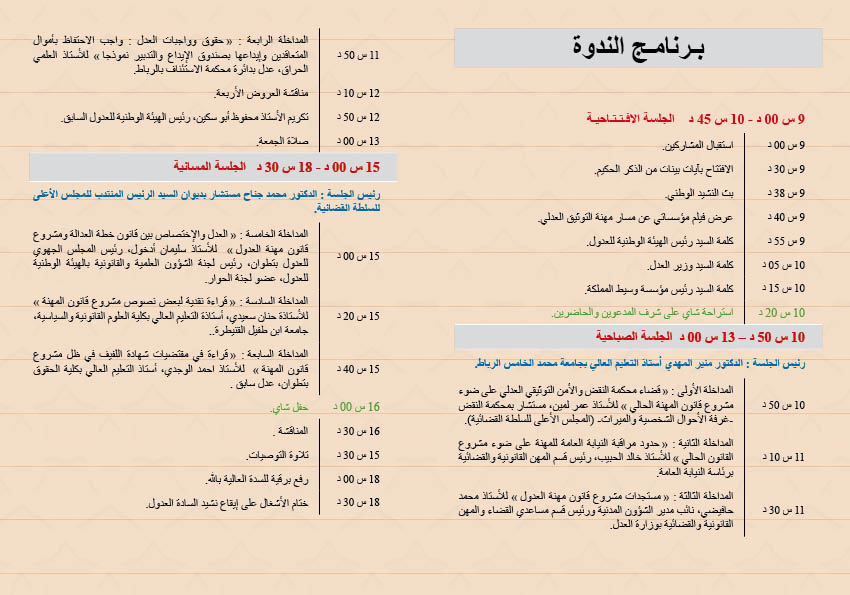 برنامج الندوة
9 س 00 د - 10 س 45 د الجلسة الافتتاحية
9 س 00 د استقبال المشاركين.
9 س 30 د الافتتاح بآيات بينات من الذكر الحكيم.
9 س 38 د بث النشيد الوطني.
9 س 40 د عرض فيلم مؤسساتي عن مسار مهنة التوثيق العدلي.
9 س 55 د كلمة السيد رئيس الهيئة الوطنية للعدول.
10 س 05 د كلمة السيد وزير العدل.
10 س 15 د كلمة السيد رئيس مؤسسة وسيط المملكة.
10 س 20 د استراحة شاي على شرف المدعوين والحاضرين.
10 س 50 د – 13 س 00 د الجلسة الصباحية
رئيس الجلسة : الدكتور منير المهدي أستاذ التعليم العالي بجامعة محمد الخامس الرباط.
المداخلة الأولى : « قضاء محكمة النقض والأمن التوثيقي العدلي على ضوء
10 س 50 د مشروع قانون المهنة الحالي » للأستاذ عمر لمين، مستشار بمحكمة النقض
-غرفة الأحوال الشخصية والميراث- (المجلس الأعلى للسلطة القضائية).
المداخلة الثانية : « حدود مراقبة النيابة العامة للمهنة على ضوء مشروع
11 س 10 د القانون الحالي » للأستاذ خالد الحبيب، رئيس قسم المهن القانونية والقضائية
برئاسة النيابة العامة.
المداخلة الثالثة : « مستجدات مشروع قانون مهنة العدول » للأستاذ محمد
11 س 30 د حافيضي، نائب مدير الشؤون المدنية ورئيس قسم مساعدي القضاء والمهن
القانونية والقضائية بوزارة العدل.
المداخلة الرابعة : « حقوق وواجبات العدل : واجب الاحتفاظ بأموال
11 س 50 د المتعاقدين وإيداعها بصندوق الإيداع والتدبير نموذجا » للأستاذ العلمي
الحراق، عدل بدائرة محكمة الاستئناف بالرباط.
12 س 10 د مناقشة العروض الأربعة.
12 س 50 د تكريم الأستاذ محفوظ أبو سكين، رئيس الهيئة الوطنية للعدول السابق.
13 س 00 د صلاة الجمعة.
15 س 00 د - 18 س 30 د الجلسة المسائية
رئيس الجلسة : الدكتور محمد جناح مستشار بديوان السيد الرئيس المنتدب للمجلس الأعلى
للسلطة القضائية.
المداخلة الخامسة : « العدل والإختصاص بين قانون خطة العدالة ومشروع
15 س 00 د قانون مهنة العدول » للأستاذ سليمان أدخول، رئيس المجلس الجهوي
للعدول بتطوان، رئيس لجنة الشؤون العلمية والقانونية بالهيئة الوطنية
للعدول، عضو لجنة الحوار.
المداخلة السادسة : « قراءة نقدية لبعض نصوص مشروع قانون المهنة »
15 س 20 د للأستاذة حنان سعيدي، أستاذة التعليم العالي بكلية العلوم القانونية والسياسية،
جامعة ابن طفيل القنيطرة..
المداخلة السابعة : « قراءة في مقتضيات شهادة اللفيف في ظل مشروع
15 س 40 د قانون المهنة » للأستاذ احمد الوجدي، أستاذ التعليم العالي بكلية الحقوق
بتطوان، عدل سابق .
16 س 00 د حفل شاي.
16 س 30 د المناقشة .
15 س 30 د تلاوة التوصيات.
18 س 00 د رفع برقية للسدة العالية بالله.
18 س 30 د ختام الأشغال على إيقاع نشيد السادة العدول.